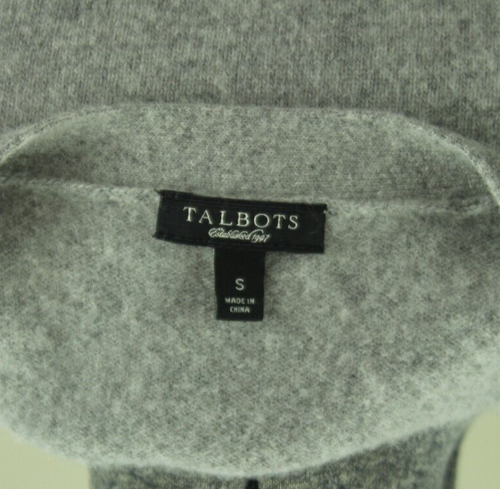 TALBOTS
Established 1947
S
MADE IN
CHINA